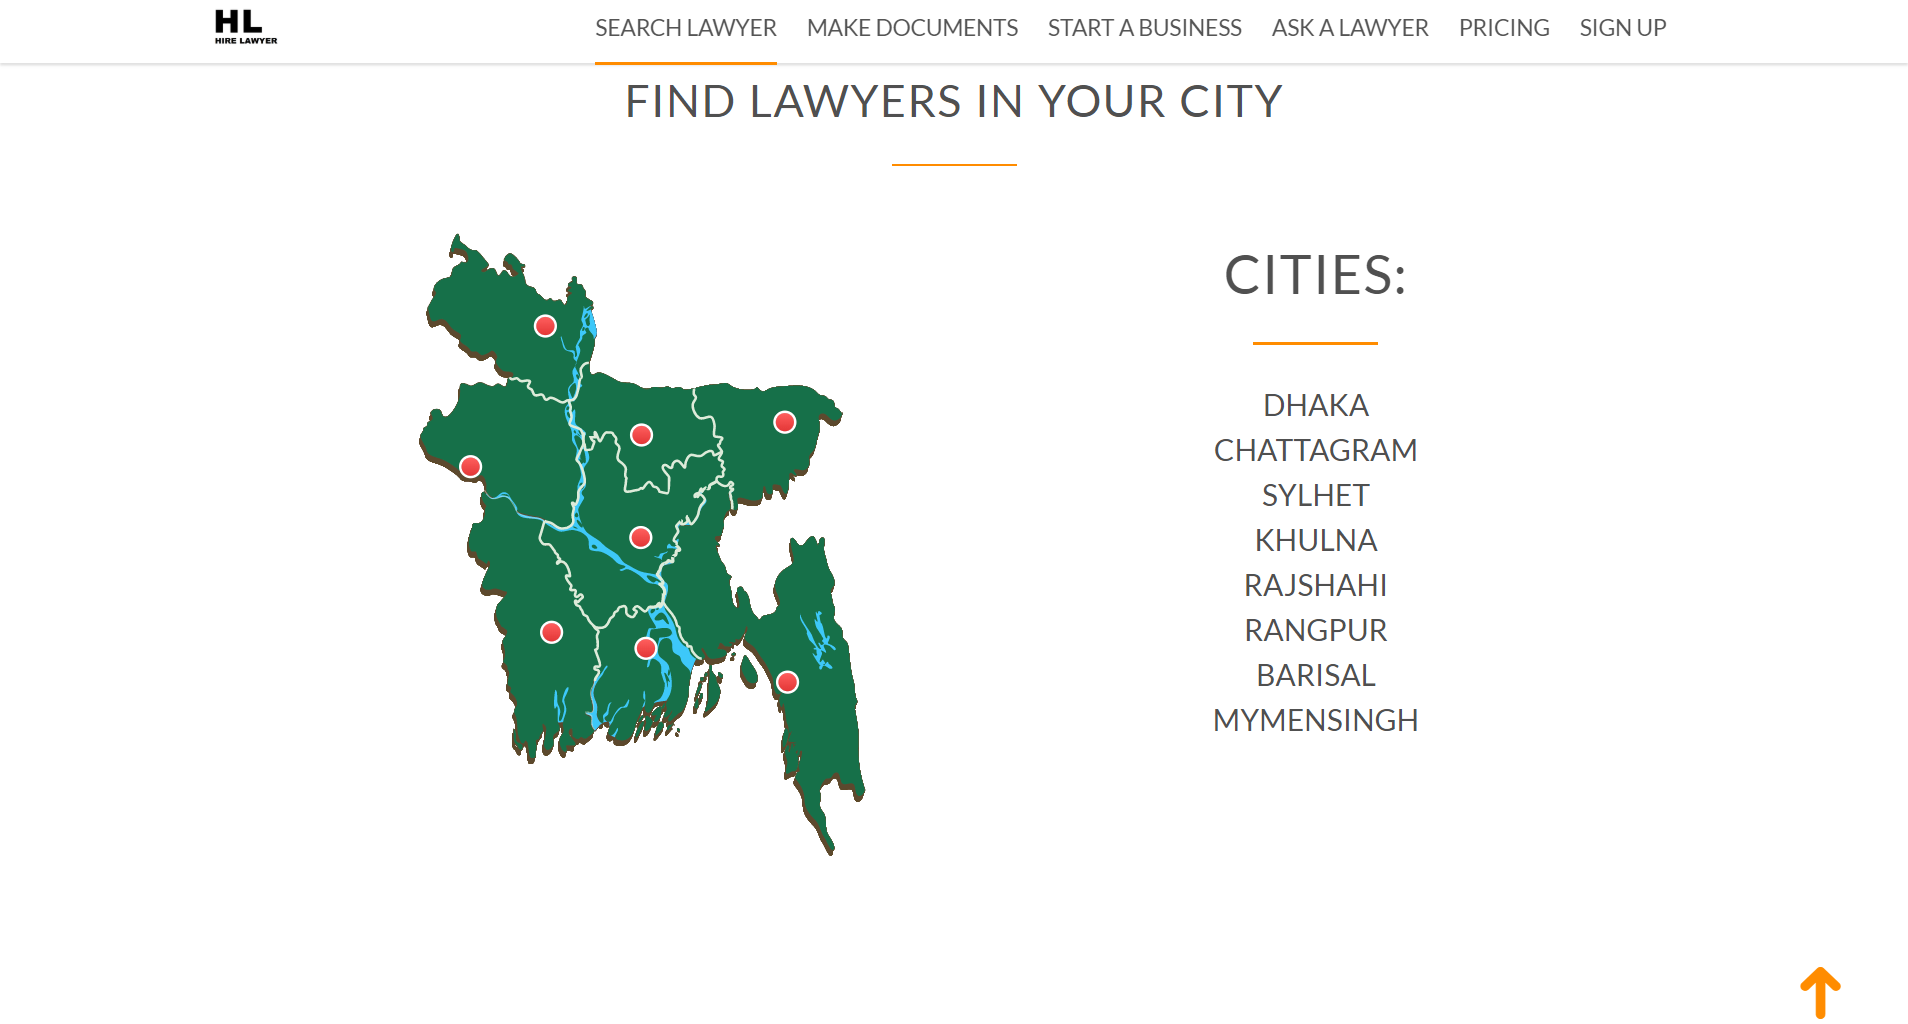 HL
HIRE LAWYER
SEARCH LAWYER MAKE DOCUMENTS START A BUSINESS ASK A LAWYER PRICING SIGN UP
FIND LAWYERS IN YOUR CITY
CITIES:
DHAKA
CHATTAGRAM
SYLHET
KHULNA
RAJSHAHI
RANGPUR
BARISAL
MYMENSINGH